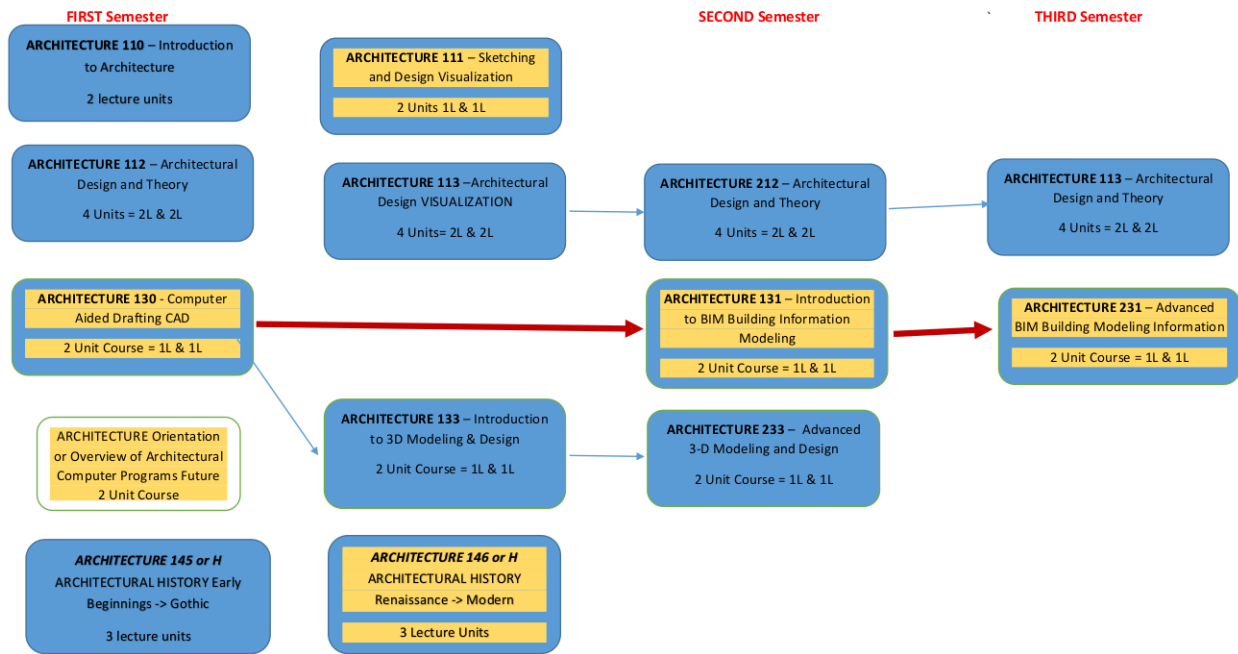 FIRST Semester
SECOND Semester
`
THIRD Semester
ARCHITECTURE 110 – Introduction
to Architecture
2 lecture units
ARCHITECTURE 111 – Sketching
and Design Visualization
2 Units 1L & 1L
ARCHITECTURE 112 – Architectural
Design and Theory
4 Units = 2L & 2L
ARCHITECTURE 113 –Architectural
Design VISUALIZATION
4 Units= 2L & 2L
ARCHITECTURE 212 – Architectural
Design and Theory
4 Units = 2L & 2L
ARCHITECTURE 113 – Architectural
Design and Theory
4 Units = 2L & 2L
ARCHITECTURE 130 - Computer
Aided Drafting CAD
2 Unit Course = 1L & 1L
ARCHITECTURE 131 – Introduction
to BIM Building Information
Modeling
2 Unit Course = 1L & 1L
ARCHITECTURE 231 – Advanced
BIM Building Modeling Information
2 Unit Course = 1L & 1L
ARCHITECTURE Orientation
or Overview of Architectural
Computer Programs Future
2 Unit Course
ARCHITECTURE 133 – Introduction
to 3D Modeling & Design
2 Unit Course = 1L & 1L
ARCHITECTURE 233 – Advanced
3-D Modeling and Design
2 Unit Course = 1L & 1L
ARCHITECTURE 145 or H
ARCHITECTURAL HISTORY Early
Beginnings -> Gothic
3 lecture units
ARCHITECTURE 146 or H
ARCHITECTURAL HISTORY
Renaissance -> Modern
3 Lecture Units